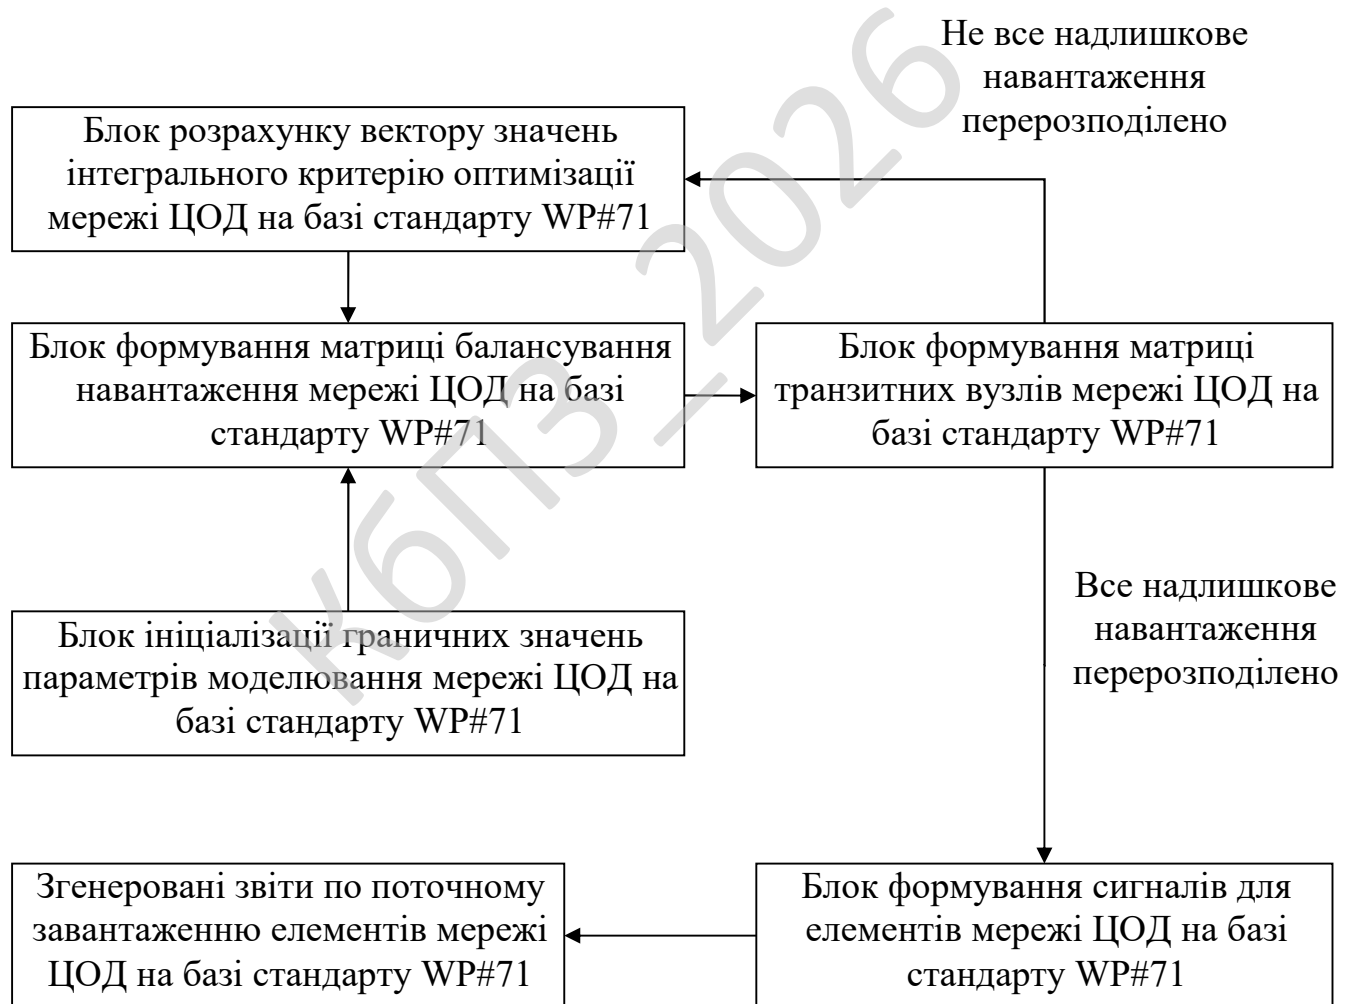 Не все надлишкове
навантаження
перерозподілено
Блок розрахунку вектору значень
інтегрального критерію оптимізації
мережі ЦОД на базі стандарту WP#71
Блок формування матриці балансування
навантаження мережі ЦОД на базі
стандарту WP#71
Блок формування матриці
транзитних вузлів мережі ЦОД на
базі стандарту WP#71
Блок ініціалізації граничних значень
параметрів моделювання мережі ЦОД на
базі стандарту WP#71
Все надлишкове
навантаження
перерозподілено
Згенеровані звіти по поточному
завантаженню елементів мережі
ЦОД на базі стандарту WP#71
Блок формування сигналів для
елементів мережі ЦОД на базі
стандарту WP#71
КбПЗ_2026